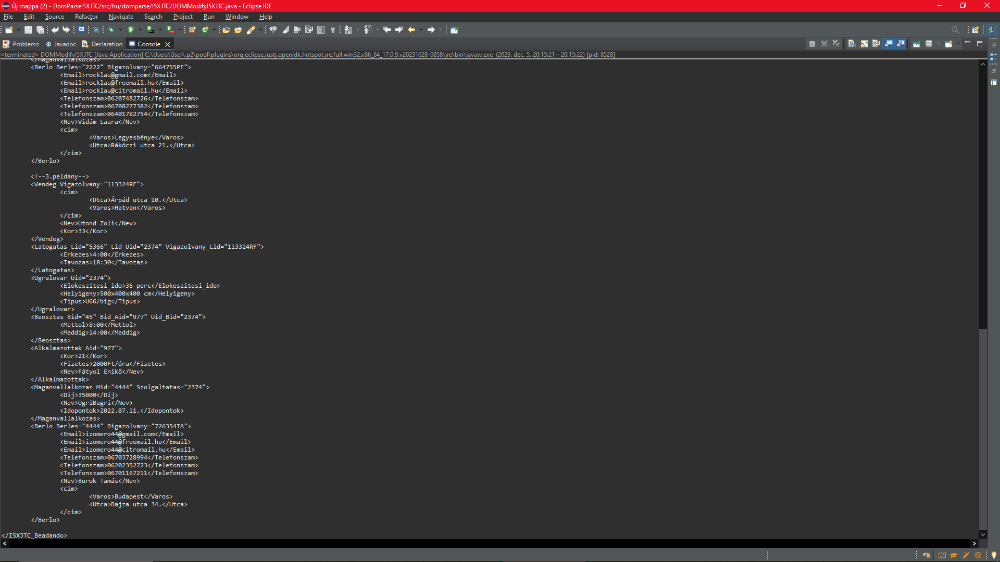 Új mappa (2) - DomParseI5XJTC/src/hu/domparse/I5XJTC/DOMModifyI5XJTC.java - Eclipse IDE
File Edit Source Refactor Navigate Search Project Run Window Help
Problems Javadoc Declaration Console
<terminated> DOMModifyI5XJTC [Java Application] C:\Users\User\.p2\pool\plugins\org.eclipse.justj.openjdk.hotspot.jre.full.win32.x86_64_17.0.9.v20231028-0858\jre\bin\javaw.exe (2023. dec. 5. 20:15:21 – 20:15:22) [pid: 8528]
</Maganvallalkozas>
<Berlo Berles="2222" Bigazolvany="664755PE">
<Email>rocklau@gmail.com</Email>
<Email>rocklau@freemail.hu</Email>
<Email>rocklau@citromail.hu</Email>
<Telefonszam>06207482726</Telefonszam>
<Telefonszam>06708277382</Telefonszam>
<Telefonszam>06401782754</Telefonszam>
<Nev>Vidám Laura</Nev>
<cim>
<Varos>Legyesbénye</Varos>
<Utca>Rákóczi utca 21.</Utca>
</cim>
</Berlo>
<!--3.peldany-->
<Vendeg Vigazolvany="113324RF">
<cim>
<Utca>Árpád utca 10.</Utca>
<Varos>Hatvan</Varos>
</cim>
<Nev>Utond Zoli</Nev>
<Kor>33</Kor>
</Vendeg>
<Latogatas Lid="5366" Lid_Uid="2374" Vigazolvany_Lid="113324RF">
<Erkezes>4:00</Erkezes>
<Tavozas>18:30</Tavozas>
</Latogatas>
<Ugralovar Uid="2374">
<Elokeszitesi_ido>35 perc</Elokeszitesi_ido>
<Helyigeny>500x400x400 cm</Helyigeny>
<Tipus>U66/big</Tipus>
</Ugralovar>
<Beosztas Bid="45" Bid_Aid="977" Uid_Bid="2374">
<Mettol>8:00</Mettol>
<Meddig>14:00</Meddig>
</Beosztas>
<Alkalmazottak Aid="977">
<Kor>21</Kor>
<Fizetes>2000Ft/óra</Fizetes>
<Nev>Fátyol Enikő</Nev>
</Alkalmazottak>
<Maganvallalkozas Mid="4444" Szolgaltatas="2374">
<Dij>35000</Dij>
<Nev>UgriBugri</Nev>
<Idopontok>2022.07.11.</Idopontok>
</Maganvallalkozas>
<Berlo Berles="4444" Bigazolvany="726354TA">
<Email>izomero44@gmail.com</Email>
<Email>izomero44@freemail.hu</Email>
<Email>izomero44@citromail.hu</Email>
<Telefonszam>06703728994</Telefonszam>
<Telefonszam>06202352723</Telefonszam>
<Telefonszam>06701167211</Telefonszam>
<Nev>Burok Tamás</Nev>
<cim>
<Varos>Budapest</Varos>
<Utca>Bajza utca 34.</Utca>
</cim>
</Berlo>
</I5XJTC_Beadando>